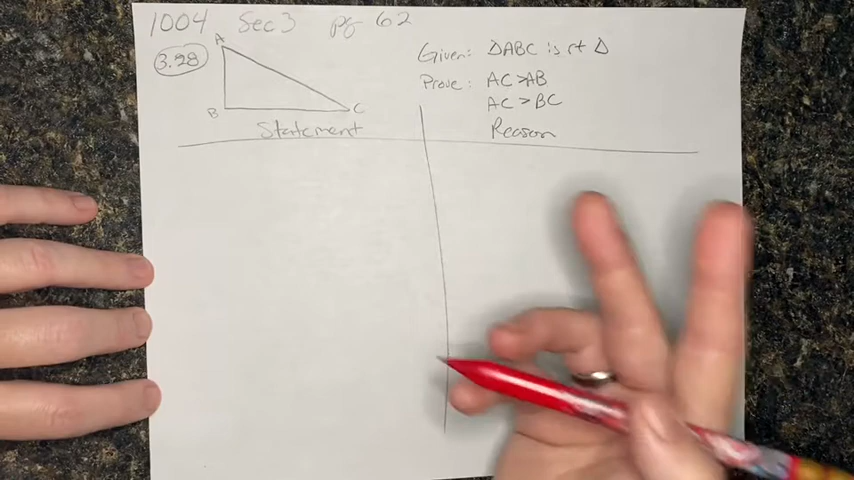 1004 Sec 3 pg 62
3.28
A
B
C
Given: △ABC is rt △
Prove: AC>AB
AC>BC
Statement
Reason